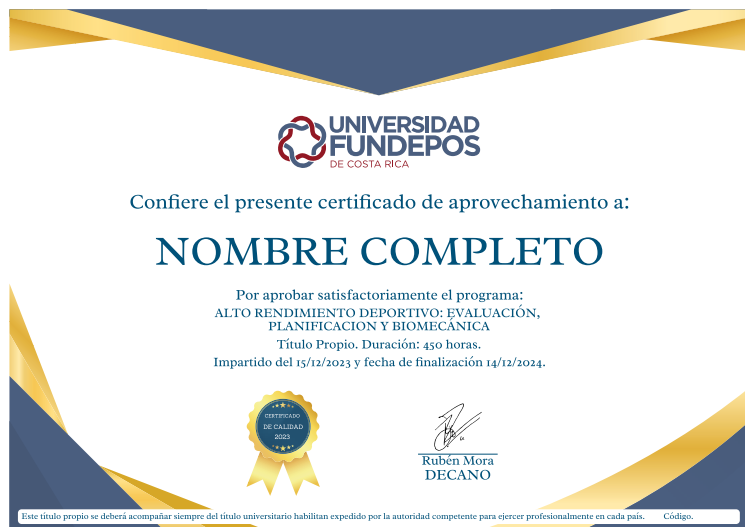 UNIVERSIDAD
FUNDEPOS
DE COSTA RICA
Confiere el presente certificado de aprovechamiento a:
NOMBRE COMPLETO
Por aprobar satisfactoriamente el programa:
ALTO RENDIMIENTO DEPORTIVO: EVALUACIÓN,
PLANIFICACION Y BIOMECÁNICA
Título Propio. Duración: 450 horas.
Impartido del 15/12/2023 y fecha de finalización 14/12/2024.
CERTIFICADO
DE CALIDAD
2023
Rubén Mora
DECANO
Este título propio se deberá acompañar siempre del título universitario habilitan expedido por la autoridad competente para ejercer profesionalmente en cada país. Código.